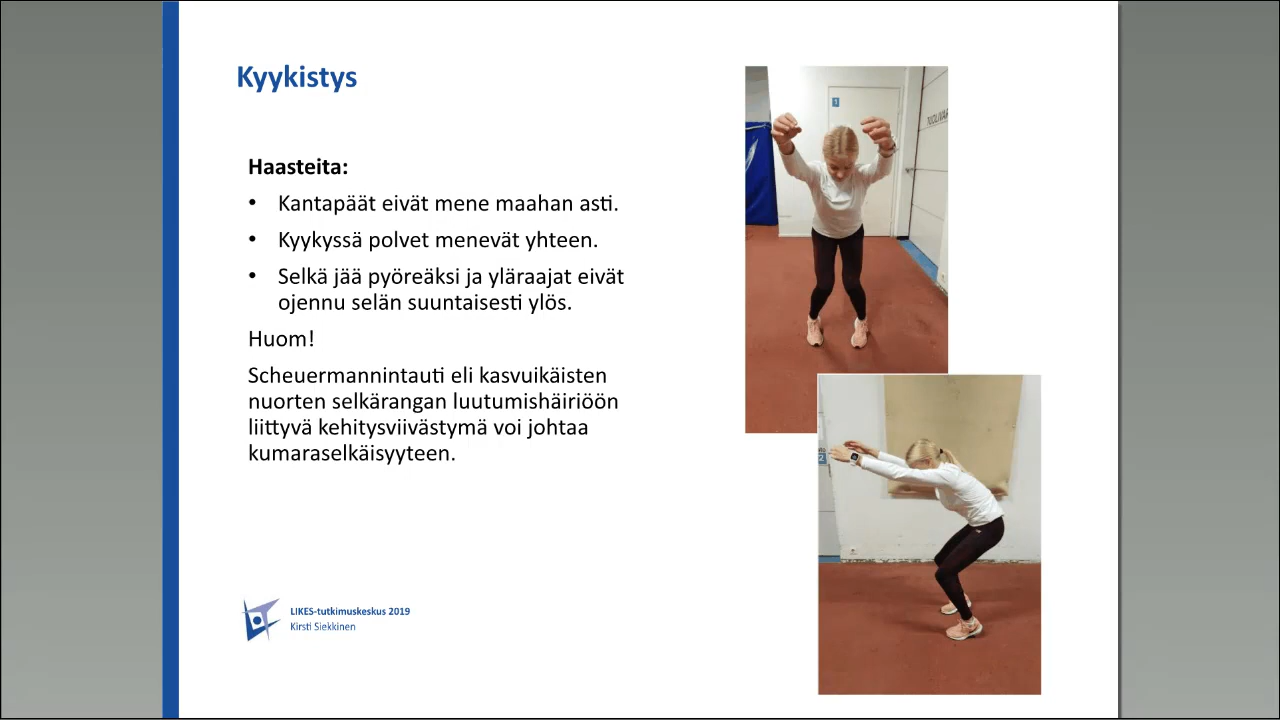 Kyykistys
Haasteita:
• Kantapäät eivät mene maahan asti.
• Kyykyssä polvet menevät yhteen.
• Selkä jää pyöreäksi ja yläraajat eivät
ojennu selän suuntaisesti ylös.
Huom!
Scheuermannintauti eli kasvuikäisten
nuorten selkärangan luutumishäiriöön
liittyvä kehitysviivästymä voi johtaa
kumaraselkäisyyteen.
LIKES-tutkimuskeskus 2019
Kirsti Siekkinen
1
2